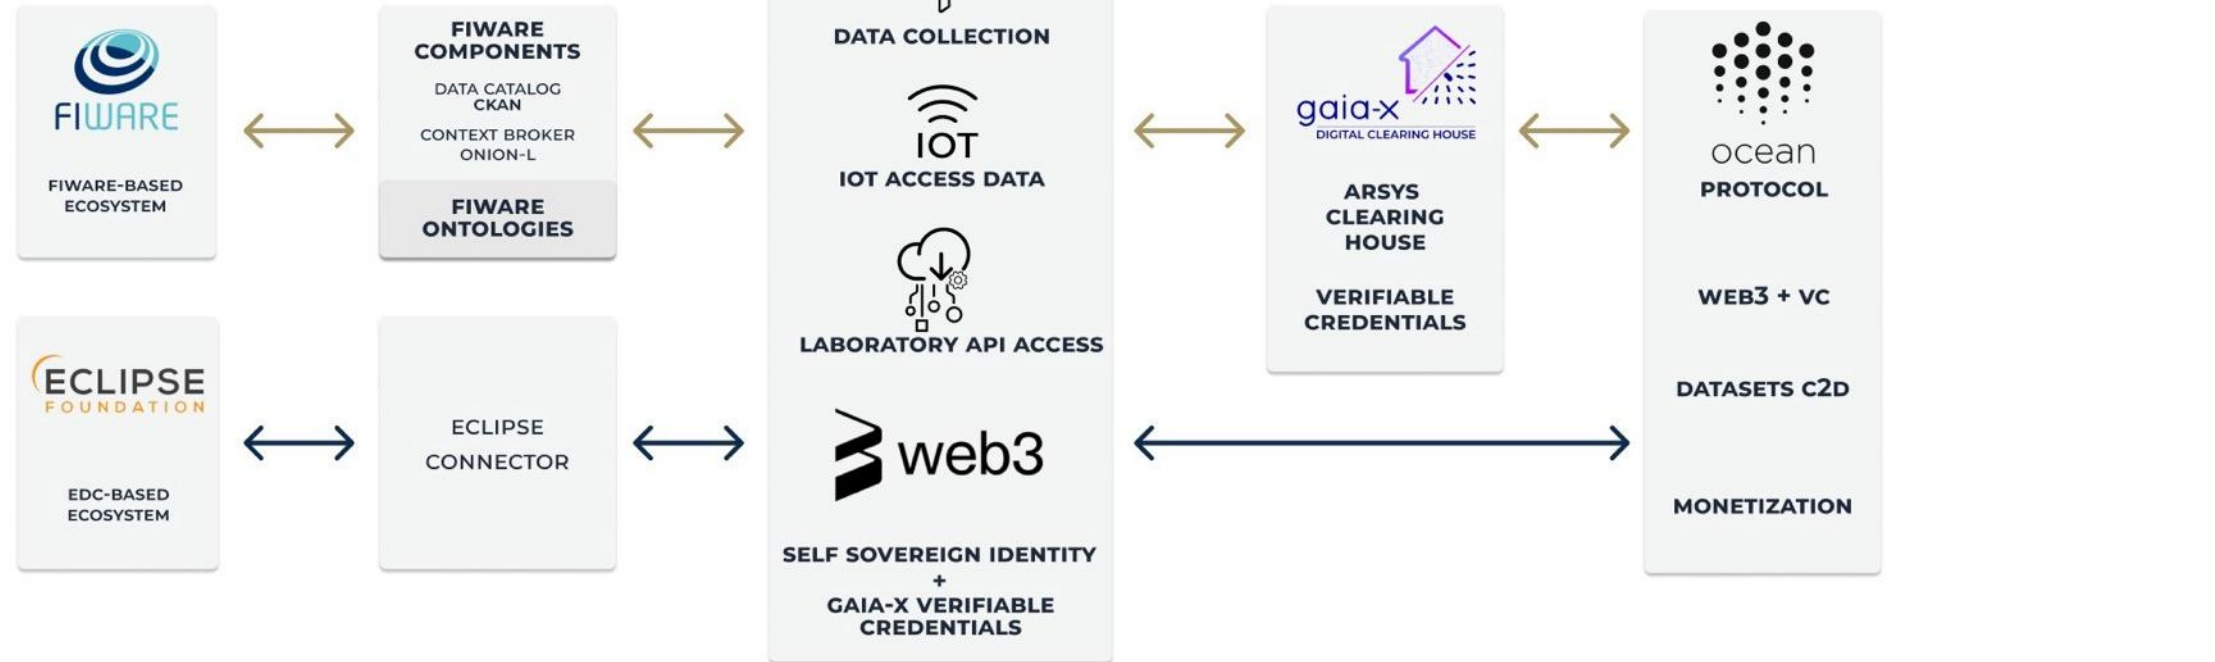 FIWARE
FIWARE-BASED
ECOSYSTEM
FIWARE
COMPONENTS
DATA CATALOG
CKAN
CONTEXT BROKER
ONION-L
FIWARE
ONTOLOGIES
DATA COLLECTION
IOT
IOT ACCESS DATA
LABORATORY API ACCESS
web3
SELF SOVEREIGN IDENTITY
+
GAIA-X VERIFIABLE
CREDENTIALS
gaia-x
DIGITAL CLEARING HOUSE
ARSYS
CLEARING
HOUSE
VERIFIABLE
CREDENTIALS
ocean
PROTOCOL
WEB3 + VC
DATASETS C2D
MONETIZATION
ECLIPSE
FOUNDATION
EDC-BASED
ECOSYSTEM
ECLIPSE
CONNECTOR